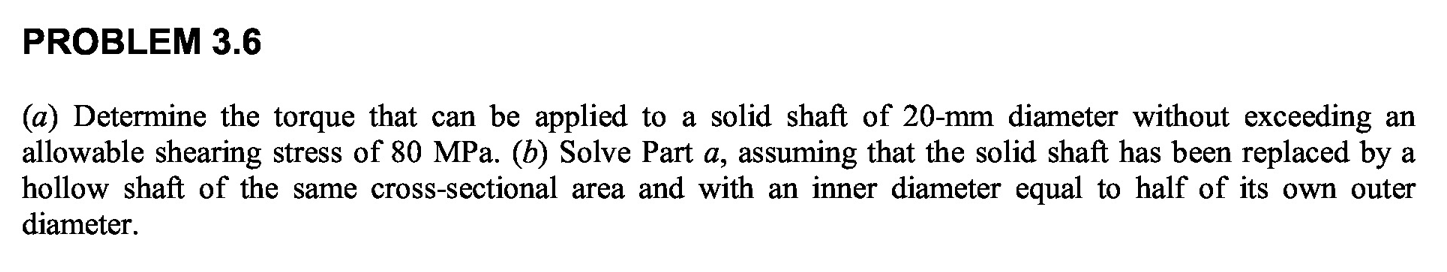 PROBLEM 3.6
(a) Determine the torque that can be applied to a solid shaft of 20-mm diameter without exceeding an
allowable shearing stress of 80 MPa. (b) Solve Part a, assuming that the solid shaft has been replaced by a
hollow shaft of the same cross-sectional area and with an inner diameter equal to half of its own outer
diameter.